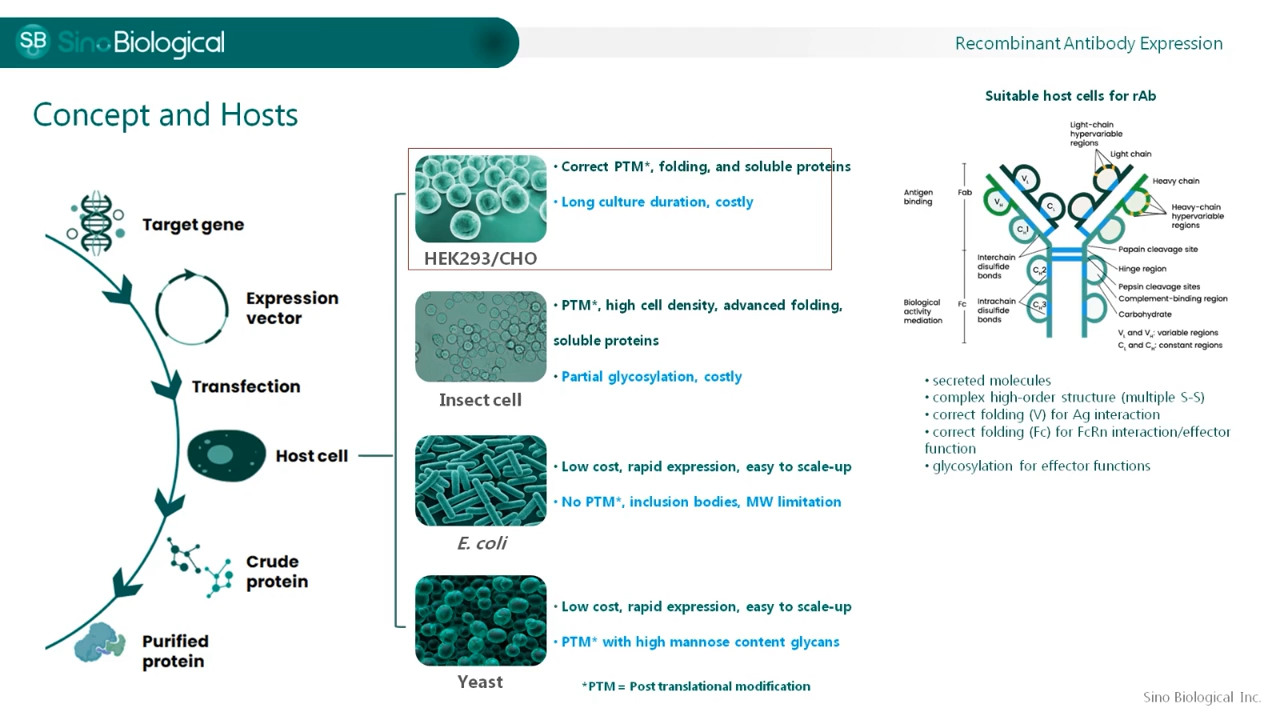 SB SinoBiological
Recombinant Antibody Expression
Concept and Hosts
Target gene
Expression
vector
Transfection
Host cell
Crude
protein
Purified
protein
• Correct PTM*, folding, and soluble proteins
• Long culture duration, costly
HEK293/CHO
• PTM*, high cell density, advanced folding,
soluble proteins
• Partial glycosylation, costly
Insect cell
• Low cost, rapid expression, easy to scale-up
• No PTM*, inclusion bodies, MW limitation
E. coli
• Low cost, rapid expression, easy to scale-up
• PTM* with high mannose content glycans
Yeast
*PTM = Post translational modification
Suitable host cells for rAb
Light-chain
hypervariable
regions
Light chain
Heavy chain
Heavy-chain
hypervariable
regions
Antigen
binding
Fab
VL
VH
CL
CH1
Papain cleavage site
Interchain
disulfide
bonds
CH2
Hinge region
Pepsin cleavage sites
Complement-binding region
Biological
activity
mediation
Fc
Intrachain
disulfide
bonds
CH3
Carbohydrate
VL and VH: variable regions
CL and CH: constant regions
• secreted molecules
• complex high-order structure (multiple S-S)
• correct folding (V) for Ag interaction
• correct folding (Fc) for FcRn interaction/effector
function
• glycosylation for effector functions
Sino Biological Inc.